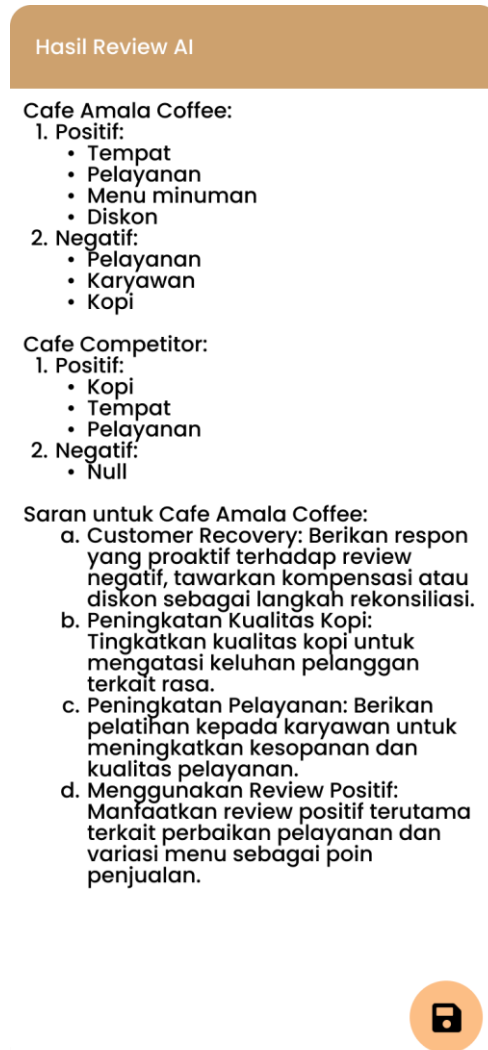 Hasil Review AI
Cafe Amala Coffee:
1. Positif:
• Tempat
• Pelayanan
• Menu minuman
• Diskon
2. Negatif:
• Pelayanan
• Karyawan
• Kopi
Cafe Competitor:
1. Positif:
• Kopi
• Tempat
• Pelayanan
2. Negatif:
• Null
Saran untuk Cafe Amala Coffee:
a. Customer Recovery: Berikan respon
yang proaktif terhadap review
negatif, tawarkan kompensasi atau
diskon sebagai langkah rekonsiliasi.
b. Peningkatan Kualitas Kopi:
Tingkatkan kualitas kopi untuk
mengatasi keluhan pelanggan
terkait rasa.
c. Peningkatan Pelayanan: Berikan
pelatihan kepada karyawan untuk
meningkatkan kesopanan dan
kualitas pelayanan.
d. Menggunakan Review Positif:
Manfaatkan review positif terutama
terkait perbaikan pelayanan dan
variasi menu sebagai poin
penjualan.